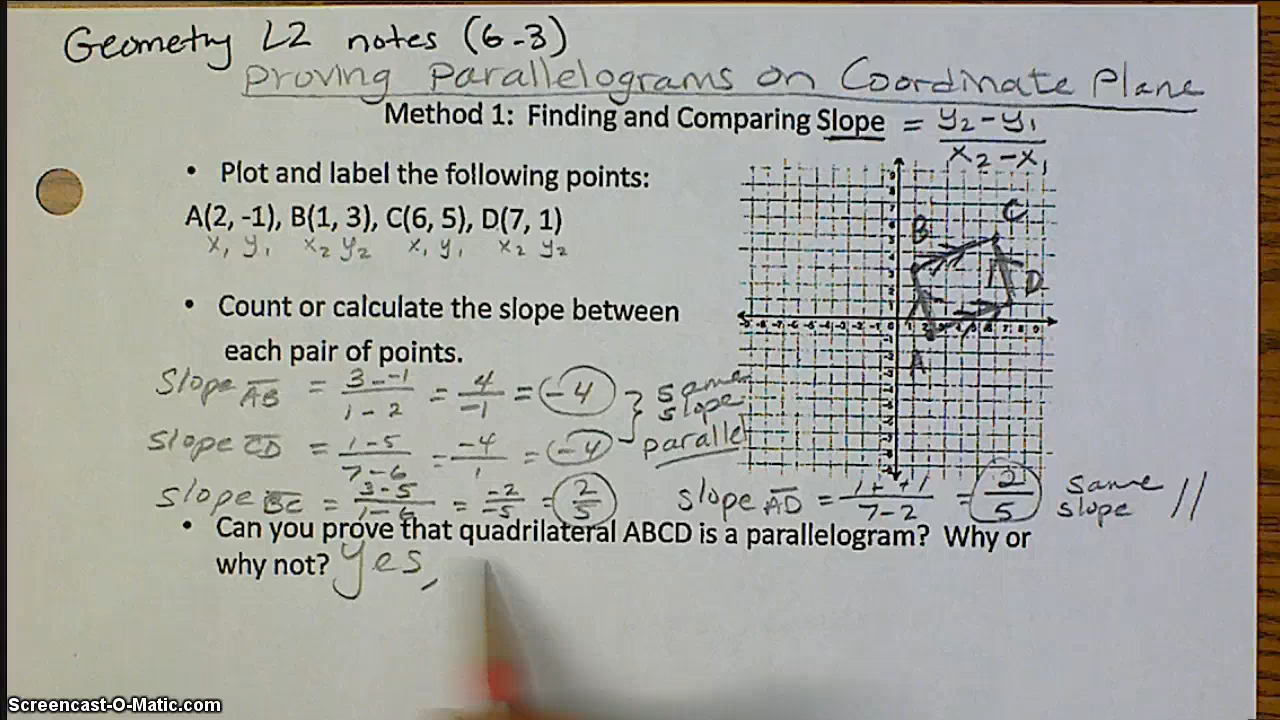 Geometry L2 notes (6-3)
Proving Parallelograms on Coordinate Plane
Method 1: Finding and Comparing Slope = y₂-y₁ / x₂-x₁
• Plot and label the following points:
A(2, -1), B(1, 3), C(6, 5), D(7, 1)
x₁ y₁ x₂ y₂ x₁ y₁ x₂ y₂
B C
D
A
• Count or calculate the slope between
each pair of points.
Slope AB = 3--1 / 1-2 = 4/-1 = -4 } same slope
slope CD = 1-5 / 7-6 = -4/1 = -4 parallel
slope BC = 3-5 / 1-6 = -2/-5 = 2/5 slope AD = / 7-2 = 2/5 same slope //
• Can you prove that quadrilateral ABCD is a parallelogram? Why or
why not? Yes,
Screencast-O-Matic.com